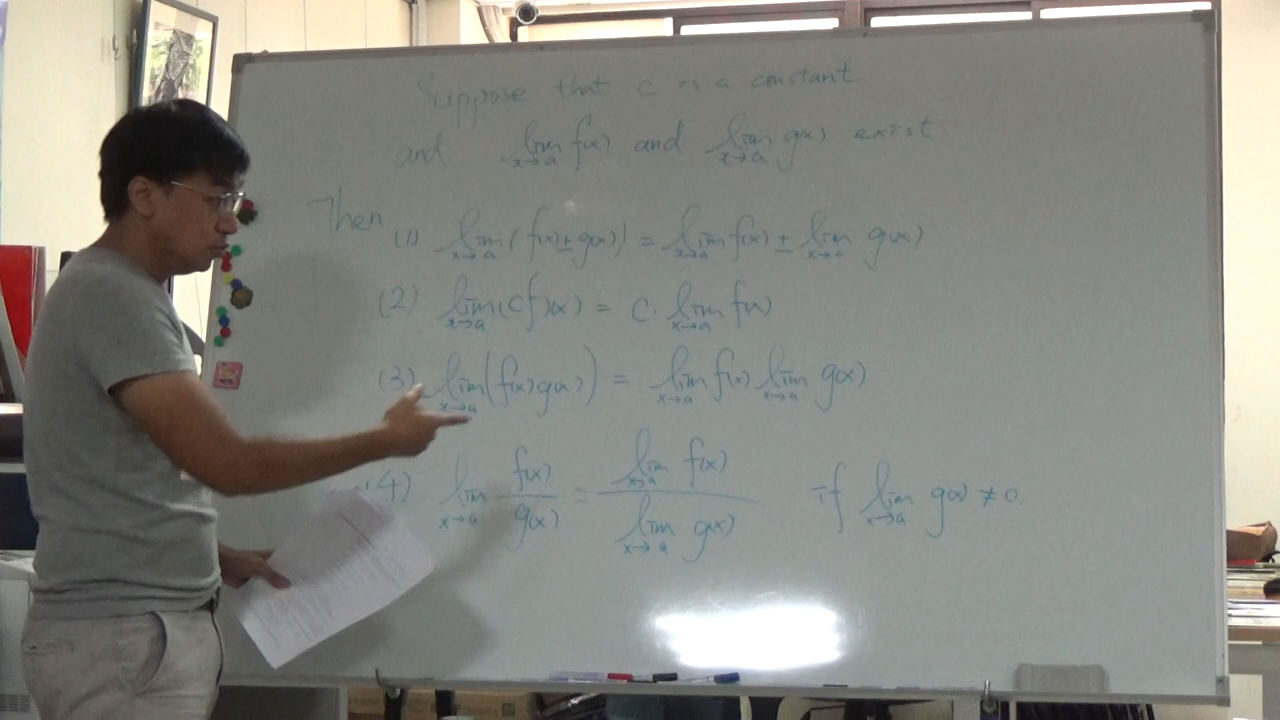 Suppose that c is a constant
and lim x→a f(x) and lim x→a g(x) exist
Then
(1) lim x→a (f(x) ± g(x)) = lim x→a f(x) ± lim x→a g(x)
(2) lim x→a (cf)(x) = c · lim x→a f(x)
(3) lim x→a (f(x)g(x)) = lim x→a f(x) lim x→a g(x)
(4) lim x→a f(x)/g(x) = lim x→a f(x) / lim x→a g(x) if lim x→a g(x) ≠ 0